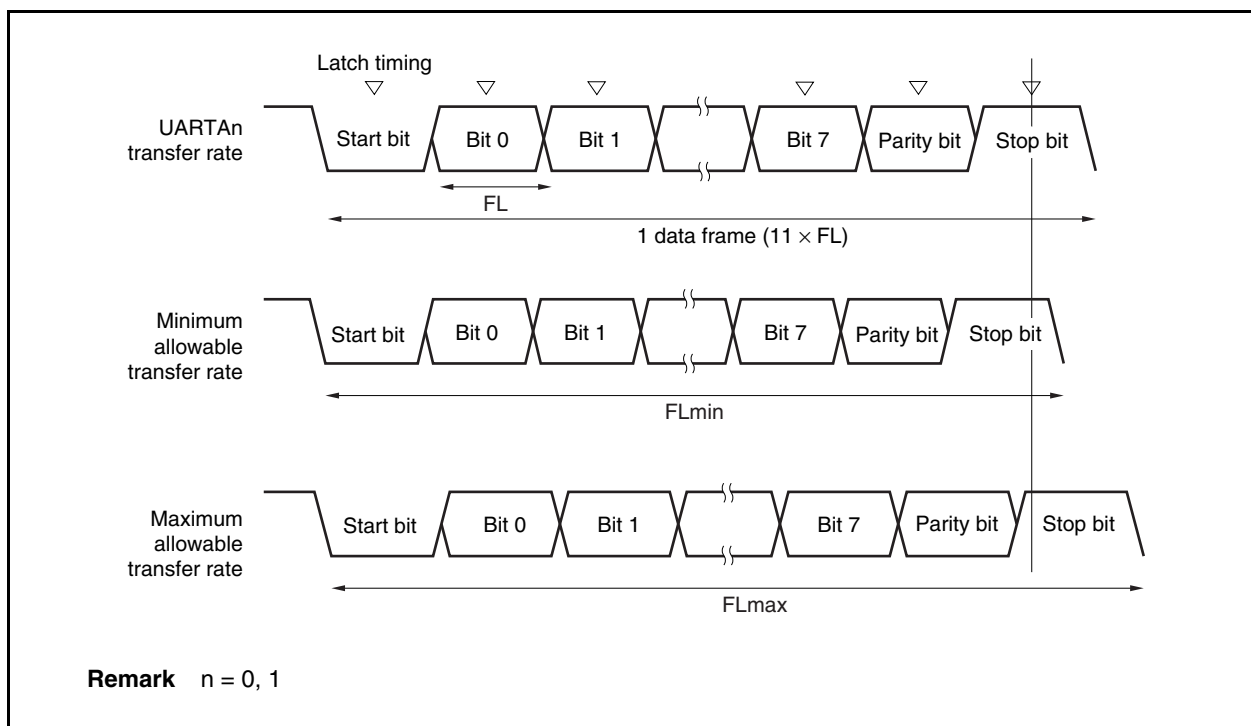 Latch timing
UARTAn
transfer rate
Start bit
Bit 0
Bit 1
Bit 7
Parity bit
Stop bit
FL
1 data frame (11 × FL)
Minimum
allowable
transfer rate
Start bit
Bit 0
Bit 1
Bit 7
Parity bit
Stop bit
FLmin
Maximum
allowable
transfer rate
Start bit
Bit 0
Bit 1
Bit 7
Parity bit
Stop bit
FLmax
Remark n = 0, 1